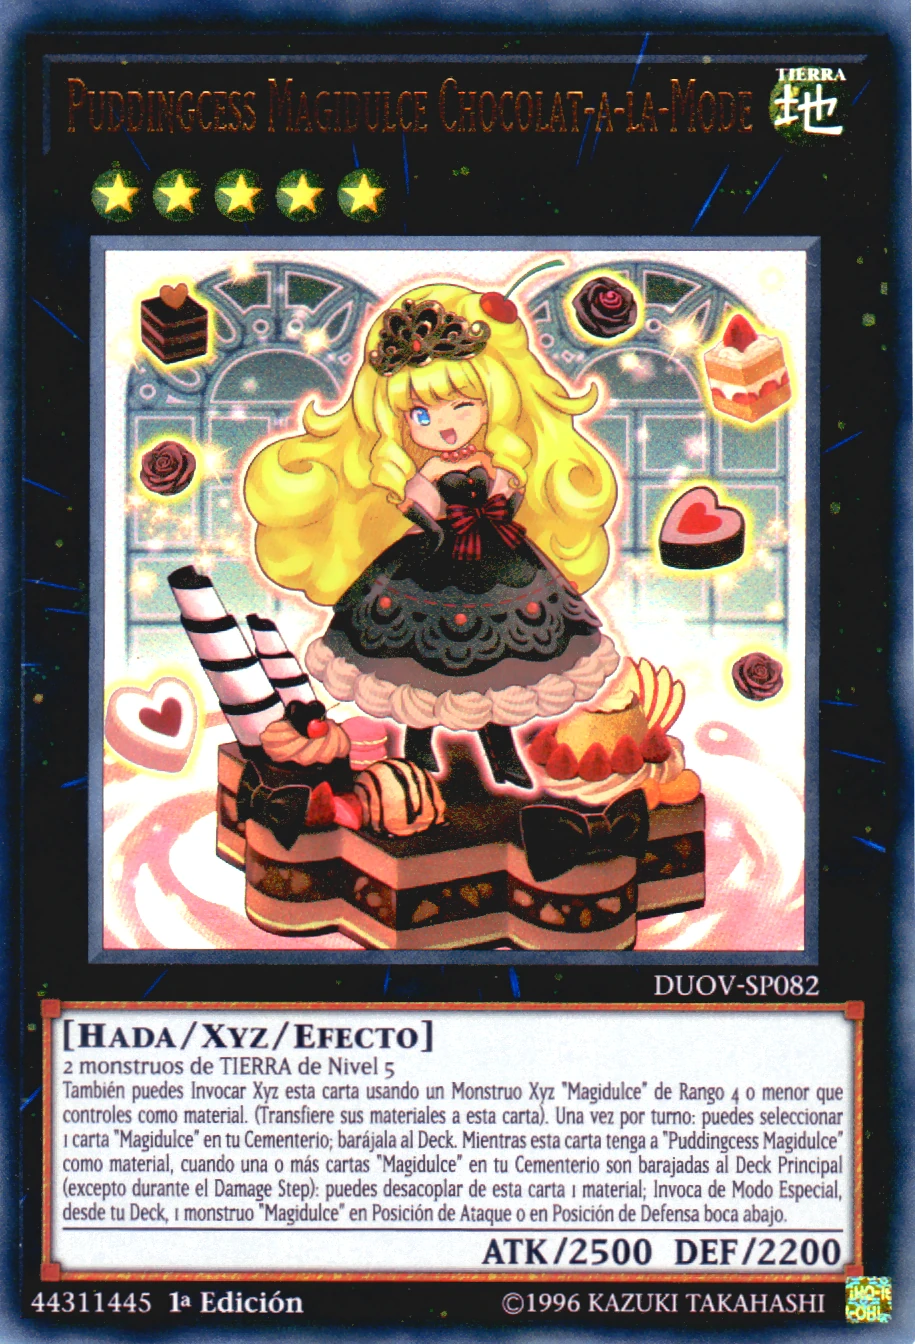 Puddingcess Magidulce Chocolat-a-la-Mode
TIERRA
地
DUOV-SP082
[Hada/Xyz/Efecto]
2 monstruos de TIERRA de Nivel 5
También puedes Invocar Xyz esta carta usando un Monstruo Xyz "Magidulce" de Rango 4 o menor que
controles como material. (Transfiere sus materiales a esta carta). Una vez por turno: puedes seleccionar
1 carta "Magidulce" en tu Cementerio; barájala al Deck. Mientras esta carta tenga a "Puddingcess Magidulce"
como material, cuando una o más cartas "Magidulce" en tu Cementerio son barajadas al Deck Principal
(excepto durante el Damage Step): puedes desacoplar de esta carta 1 material; Invoca de Modo Especial,
desde tu Deck, 1 monstruo "Magidulce" en Posición de Ataque o en Posición de Defensa boca abajo.
ATK/2500 DEF/2200
44311445 1ª Edición
©1996 KAZUKI TAKAHASHI